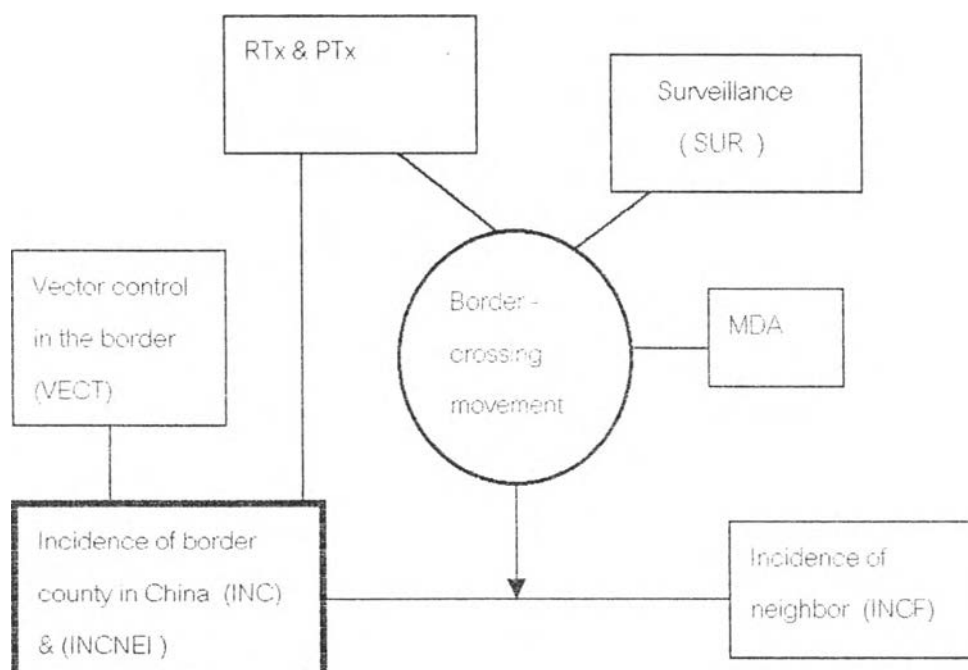 RTx & PTx
Surveillance
( SUR )
Vector control
in the border
(VECT)
Border -
crossing
movement
MDA
Incidence of border
county in China (INC)
& (INCNEI )
Incidence of
neighbor (INCF)